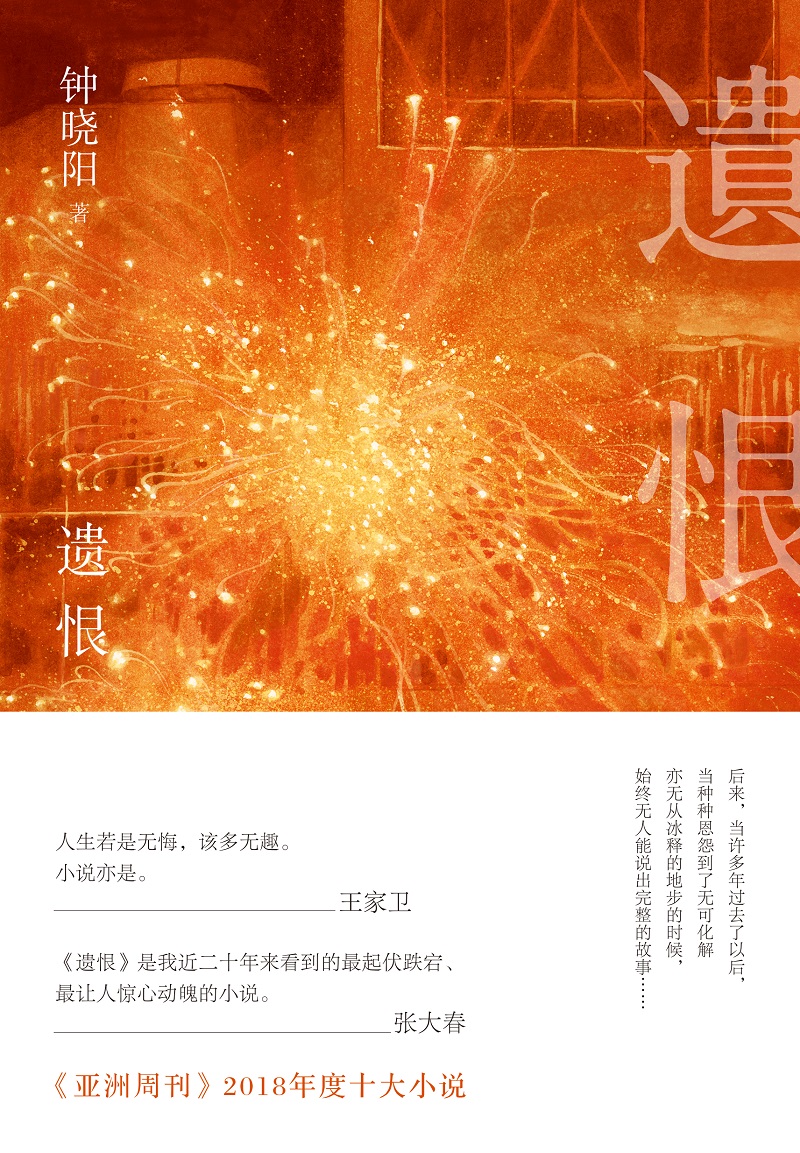 钟晓阳
著
遗恨
遺恨
后来，当许多年过去了以后，
当种种恩怨到了无可化解
亦无从冰释的地步的时候，
始终无人能说出完整的故事……
人生若是无悔，该多无趣。
小说亦是。
王家卫
《遗恨》是我近二十年来看到的最起伏跌宕、
最让人惊心动魄的小说。
张大春
《亚洲周刊》2018年度十大小说